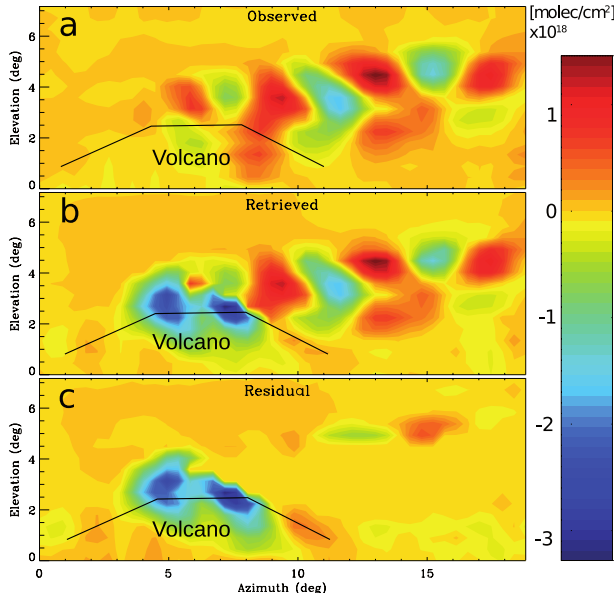 [molec/cm²]
x10¹⁸
a
Observed
Elevation (deg)
6
4
2
0
Volcano
b
Retrieved
Elevation (deg)
6
4
2
0
Volcano
c
Residual
Elevation (deg)
6
4
2
0
Volcano
0 5 10 15
Azimuth (deg)
1
0
-1
-2
-3